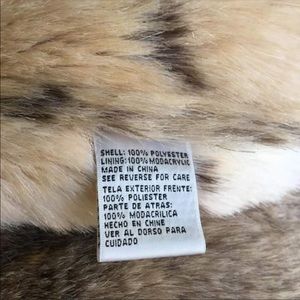 SHELL: 100% POLYESTER
LINING: 100% MODACRYLIC
MADE IN CHINA
SEE REVERSE FOR CARE
TELA EXTERIOR FRENTE:
100% POLIESTER
PARTE DE ATRAS:
100% MODACRILICA
HECHO EN CHINE
VER AL DORSO PARA
CUIDADO